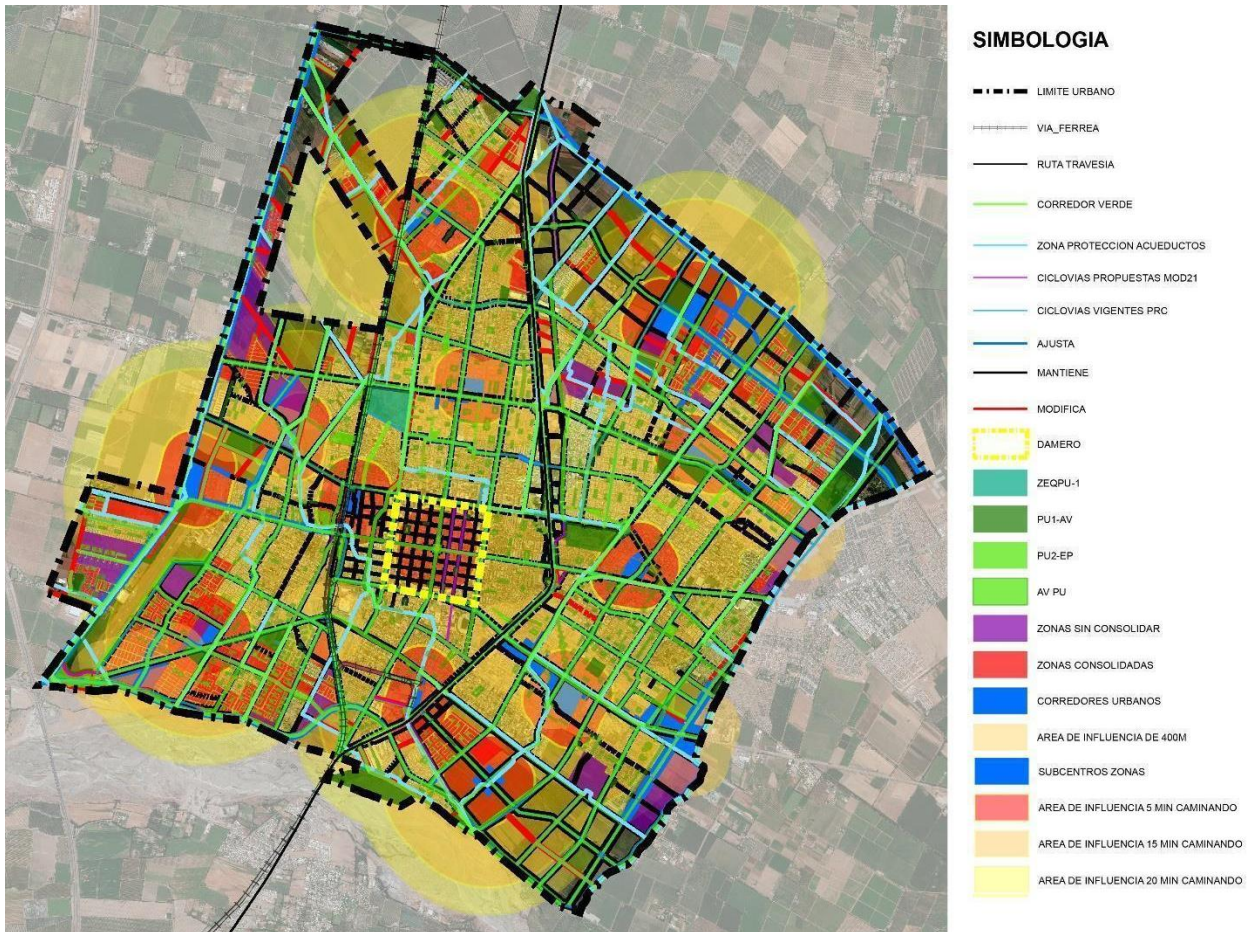 SIMBOLOGIA
LIMITE URBANO
VIA_FERREA
RUTA TRAVESIA
CORREDOR VERDE
ZONA PROTECCION ACUEDUCTOS
CICLOVIAS PROPUESTAS MOD21
CICLOVIAS VIGENTES PRC
AJUSTA
MANTIENE
MODIFICA
DAMERO
ZEQPU-1
PU1-AV
PU2-EP
AV PU
ZONAS SIN CONSOLIDAR
ZONAS CONSOLIDADAS
CORREDORES URBANOS
AREA DE INFLUENCIA DE 400M
SUBCENTROS ZONAS
AREA DE INFLUENCIA 5 MIN CAMINANDO
AREA DE INFLUENCIA 15 MIN CAMINANDO
AREA DE INFLUENCIA 20 MIN CAMINANDO